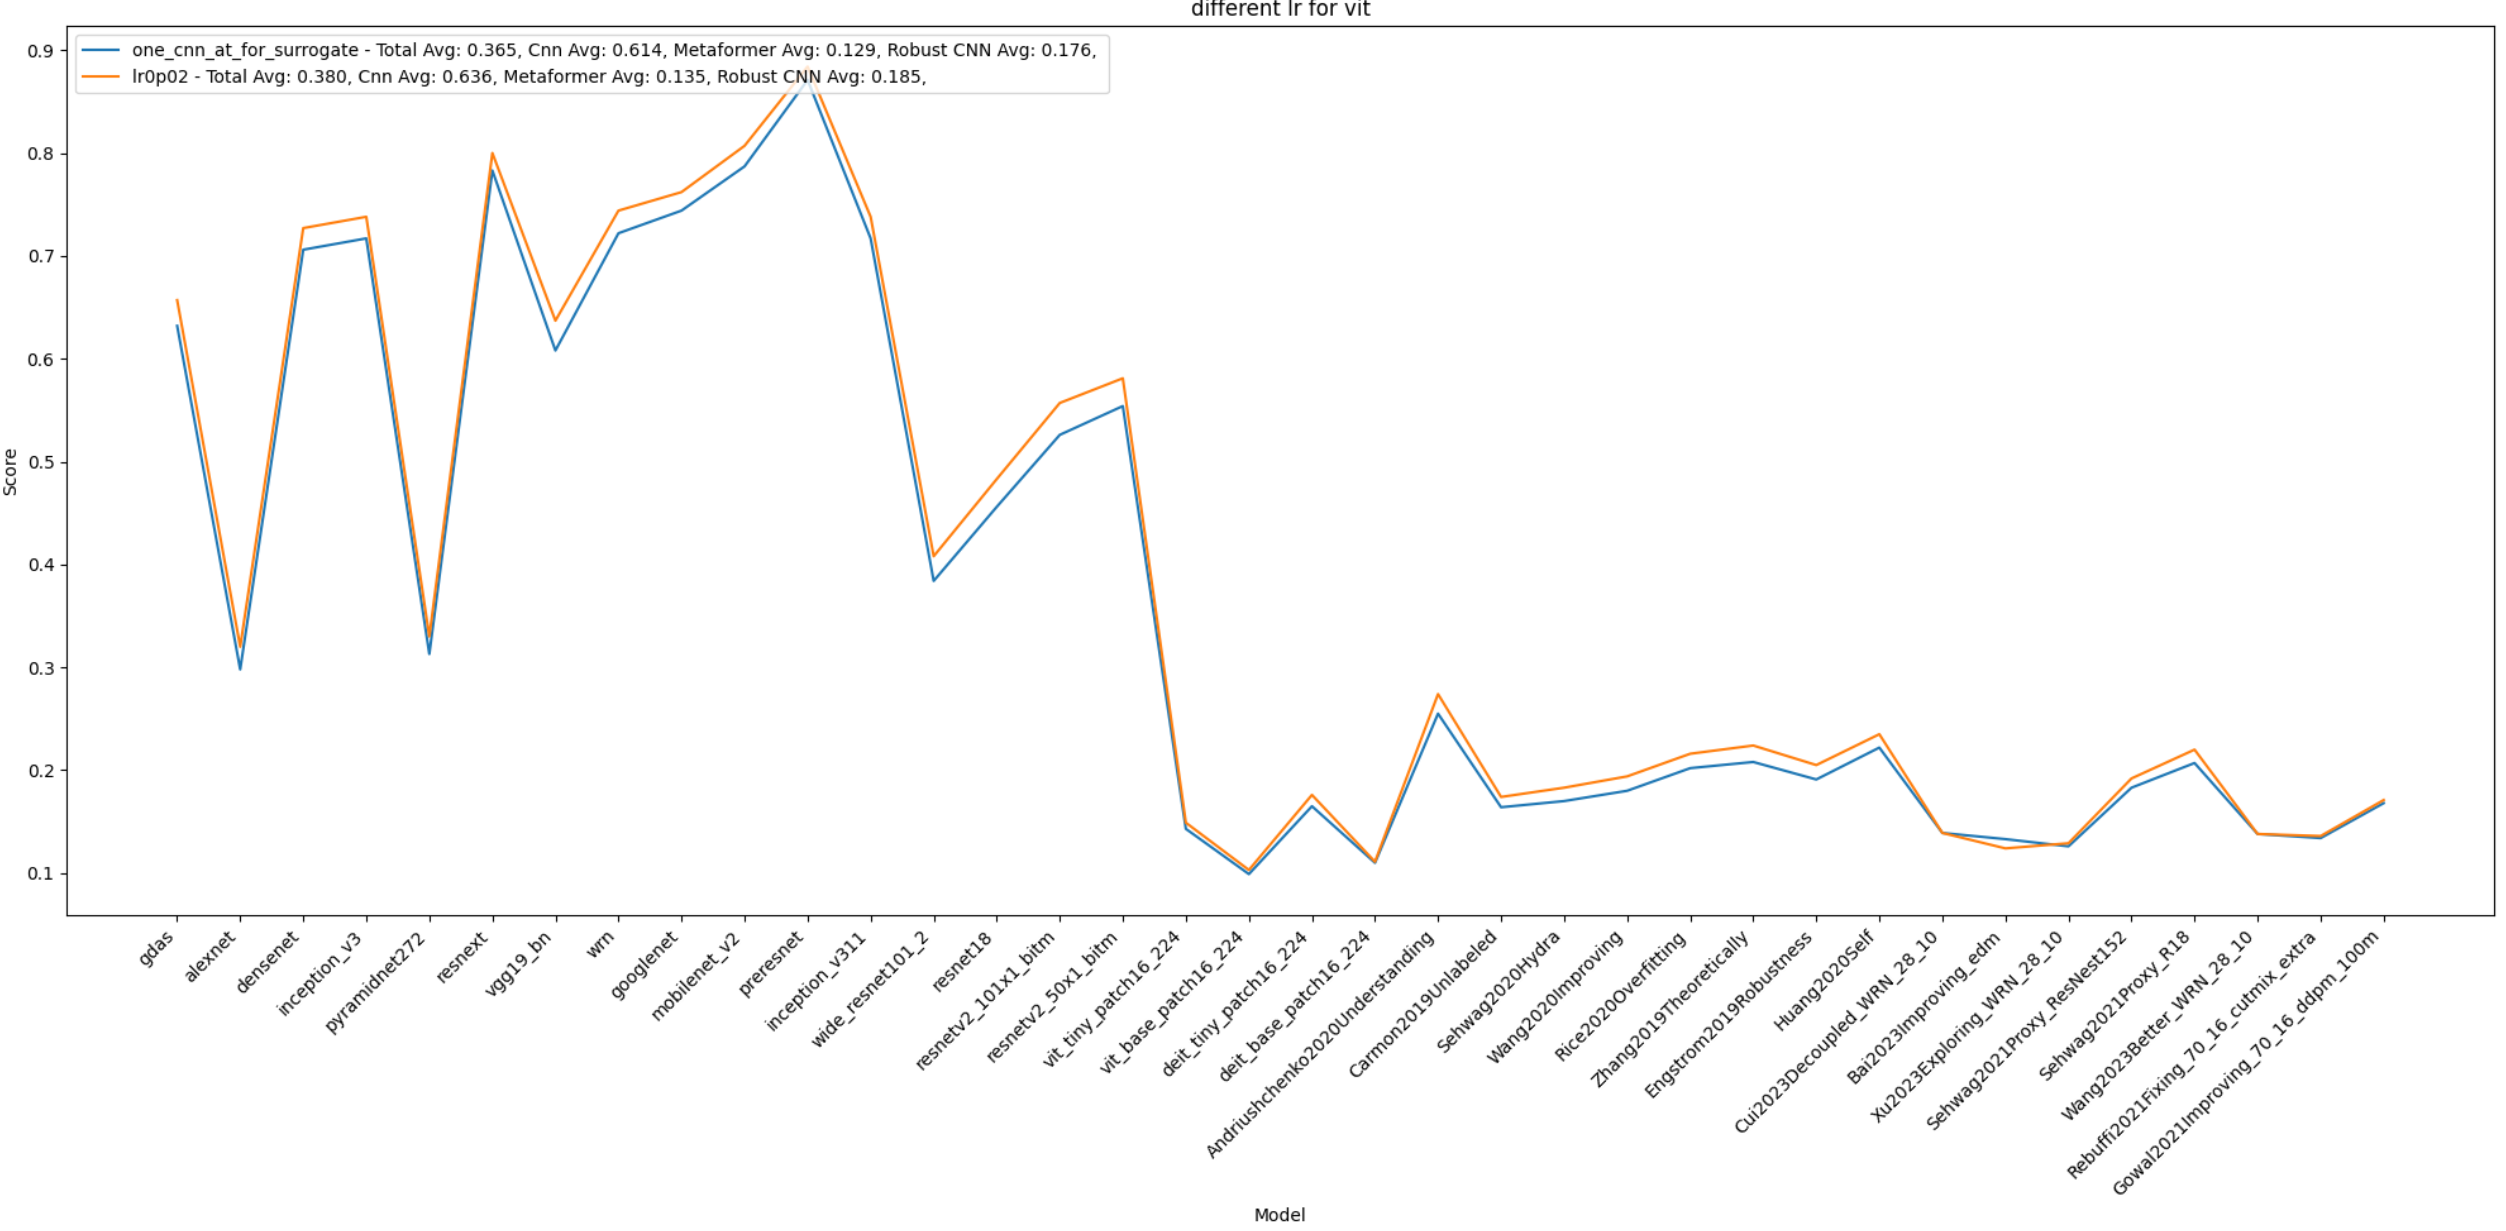 different lr for vit
one_cnn_at_for_surrogate - Total Avg: 0.365, Cnn Avg: 0.614, Metaformer Avg: 0.129, Robust CNN Avg: 0.176,
lr0p02 - Total Avg: 0.380, Cnn Avg: 0.636, Metaformer Avg: 0.135, Robust CNN Avg: 0.185,
0.9
0.8
0.7
0.6
0.5
0.4
0.3
0.2
0.1
Score
gdas
alexnet
densenet
inception_v3
pyramidnet272
resnext
vgg19_bn
wrn
googlenet
mobilenet_v2
preresnet
inception_v311
wide_resnet101_2
resnet18
resnetv2_101x1_bitm
resnetv2_50x1_bitm
vit_tiny_patch16_224
vit_base_patch16_224
deit_tiny_patch16_224
deit_base_patch16_224
Andriushchenko2020Understanding
Carmon2019Unlabeled
Sehwag2020Hydra
Wang2020Improving
Rice2020Overfitting
Zhang2019Theoretically
Engstrom2019Robustness
Huang2020Self
Cui2023Decoupled_WRN_28_10
Bai2023Improving_edm
Xu2023Exploring_WRN_28_10
Sehwag2021Proxy_ResNest152
Sehwag2021Proxy_R18
Wang2023Better_WRN_28_10
Rebuffi2021Fixing_70_16_cutmix_extra
Gowal2021Improving_70_16_ddpm_100m
Model